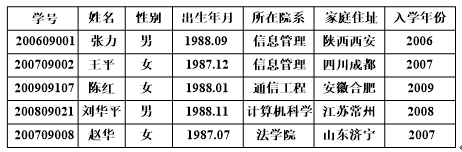 学号 姓名 性别 出生年月 所在院系 家庭住址 入学年份
200609001 张力 男 1988.09 信息管理 陕西西安 2006
200709002 王平 女 1987.12 信息管理 四川成都 2007
200909107 陈红 女 1988.01 通信工程 安徽合肥 2009
200809021 刘华平 男 1988.11 计算机科学 江苏常州 2008
200709008 赵华 女 1987.07 法学院 山东济宁 2007